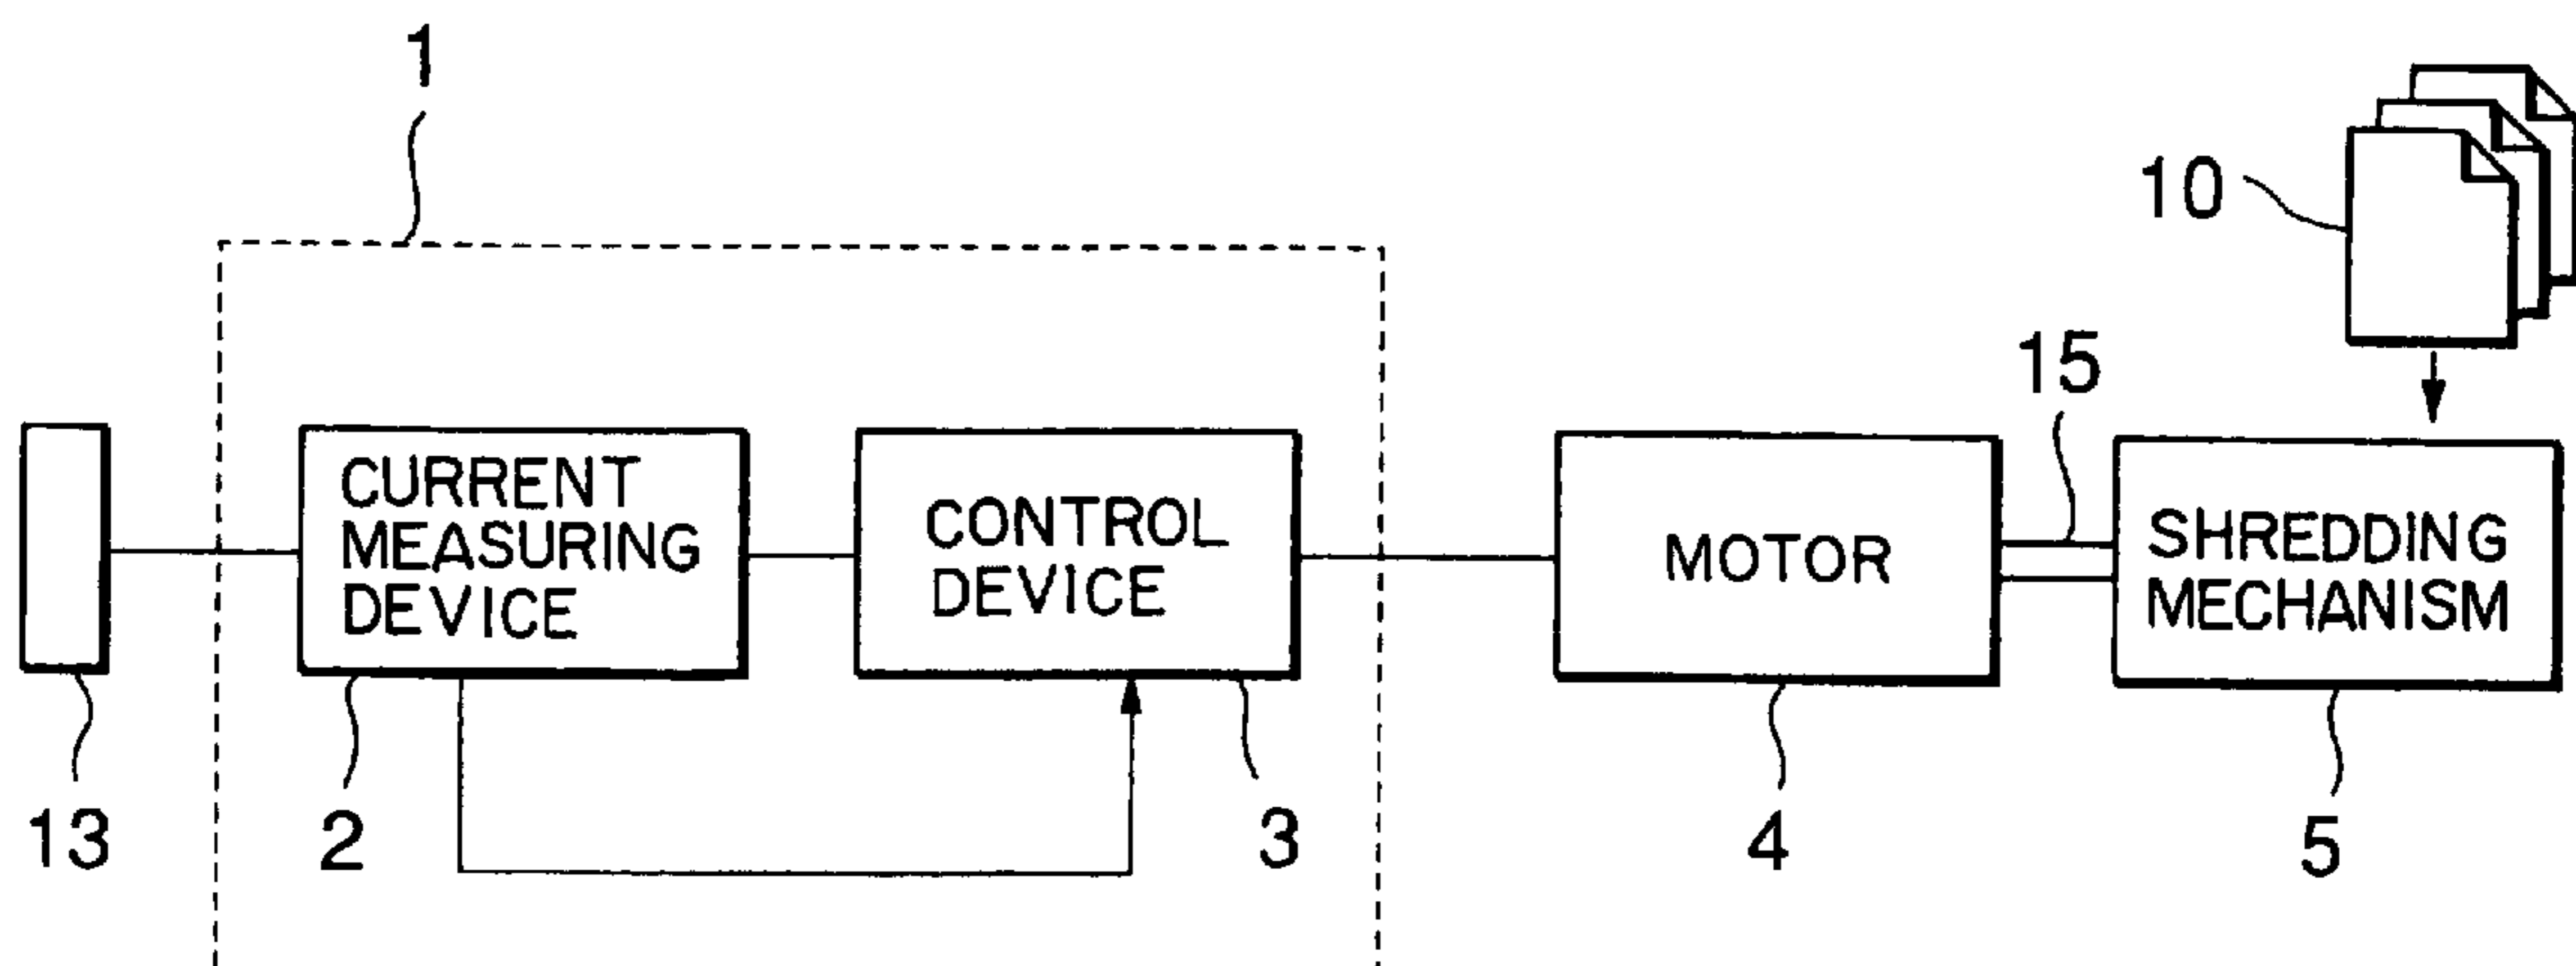 1
10
15
CURRENT
MEASURING
DEVICE
CONTROL
DEVICE
MOTOR
SHREDDING
MECHANISM
13
2
3
4
5